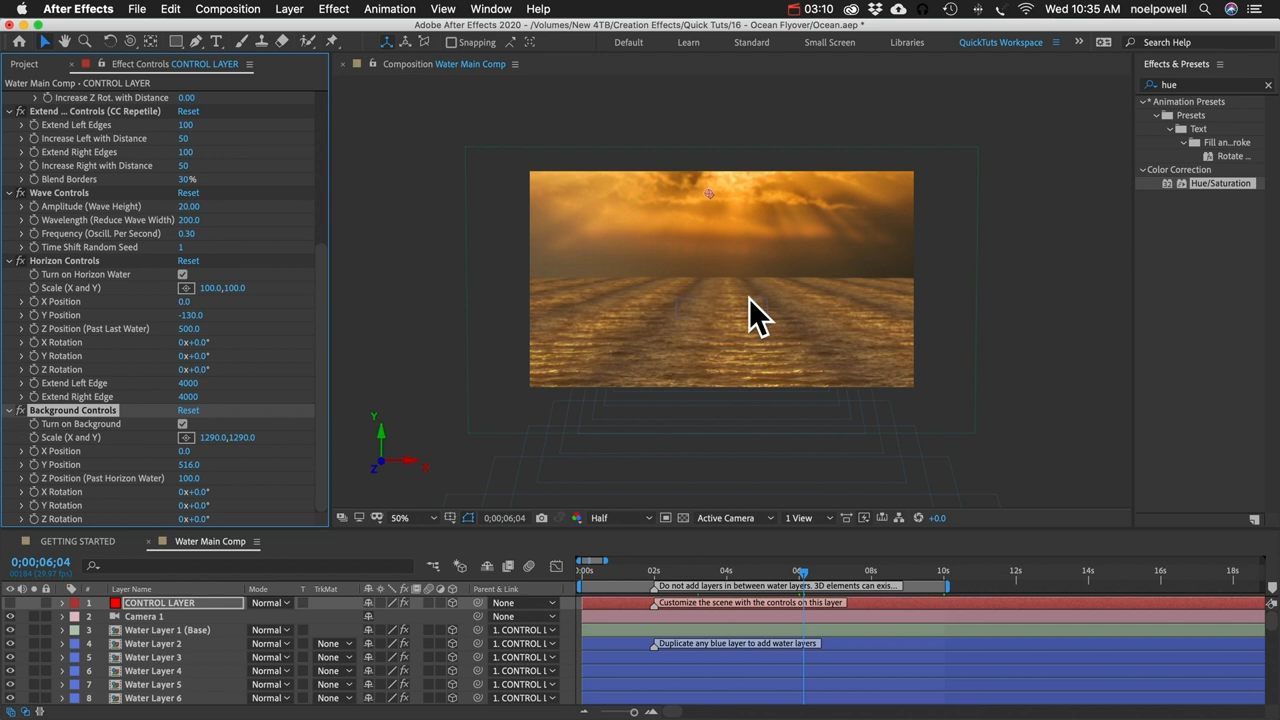 After Effects File Edit Composition Layer Effect Animation View Window Help 03:10 Wed 10:35 AM noelpowell
Adobe After Effects 2020 - /Volumes/New 4TB/Creation Effects/Quick Tuts/16 - Ocean Flyover/Ocean.aep *
Snapping Default Learn Standard Small Screen Libraries QuickTuts Workspace Search Help
Project Effect Controls CONTROL LAYER Composition Water Main Comp Effects & Presets
Water Main Comp • CONTROL LAYER hue
Increase Z Rot. with Distance 0.00
Extend ... Controls (CC Repetile) Reset
Extend Left Edges 100
Increase Left with Distance 50
Extend Right Edges 100
Increase Right with Distance 50
Blend Borders 30%
Wave Controls Reset
Amplitude (Wave Height) 20.00
Wavelength (Reduce Wave Width) 200.0
Frequency (Oscill. Per Second) 0.30
Time Shift Random Seed 1
Horizon Controls Reset
Turn on Horizon Water
Scale (X and Y) 100.0,100.0
X Position 0.0
Y Position -130.0
Z Position (Past Last Water) 500.0
X Rotation 0x+0.0°
Y Rotation 0x+0.0°
Z Rotation 0x+0.0°
Extend Left Edge 4000
Extend Right Edge 4000
Background Controls Reset
Turn on Background
Scale (X and Y) 1290.0,1290.0
X Position 0.0
Y Position 516.0
Z Position (Past Horizon Water) 100.0
X Rotation 0x+0.0°
Y Rotation 0x+0.0°
Z Rotation 0x+0.0°
* Animation Presets
Presets
Text
Fill an..roke
Rotate ...
Color Correction
Hue/Saturation
Y
Z X
50% 0;00;06;04 Half Active Camera 1 View +0.0
GETTING STARTED Water Main Comp
0;00;06;04
00184 (29.97 fps)
# Layer Name Mode T TrkMat Parent & Link
:00s 02s 04s 06s 08s 10s 12s 14s 16s 18s
Do not add layers in between water layers. 3D elements can exis...
1 CONTROL LAYER Normal None Customize the scene with the controls on this layer
2 Camera 1 None
3 Water Layer 1 (Base) Normal 1. CONTROL L
4 Water Layer 2 Normal None 1. CONTROL L Duplicate any blue layer to add water layers
5 Water Layer 3 Normal None 1. CONTROL L
6 Water Layer 4 Normal None 1. CONTROL L
7 Water Layer 5 Normal None 1. CONTROL L
8 Water Layer 6 Normal None 1. CONTROL L